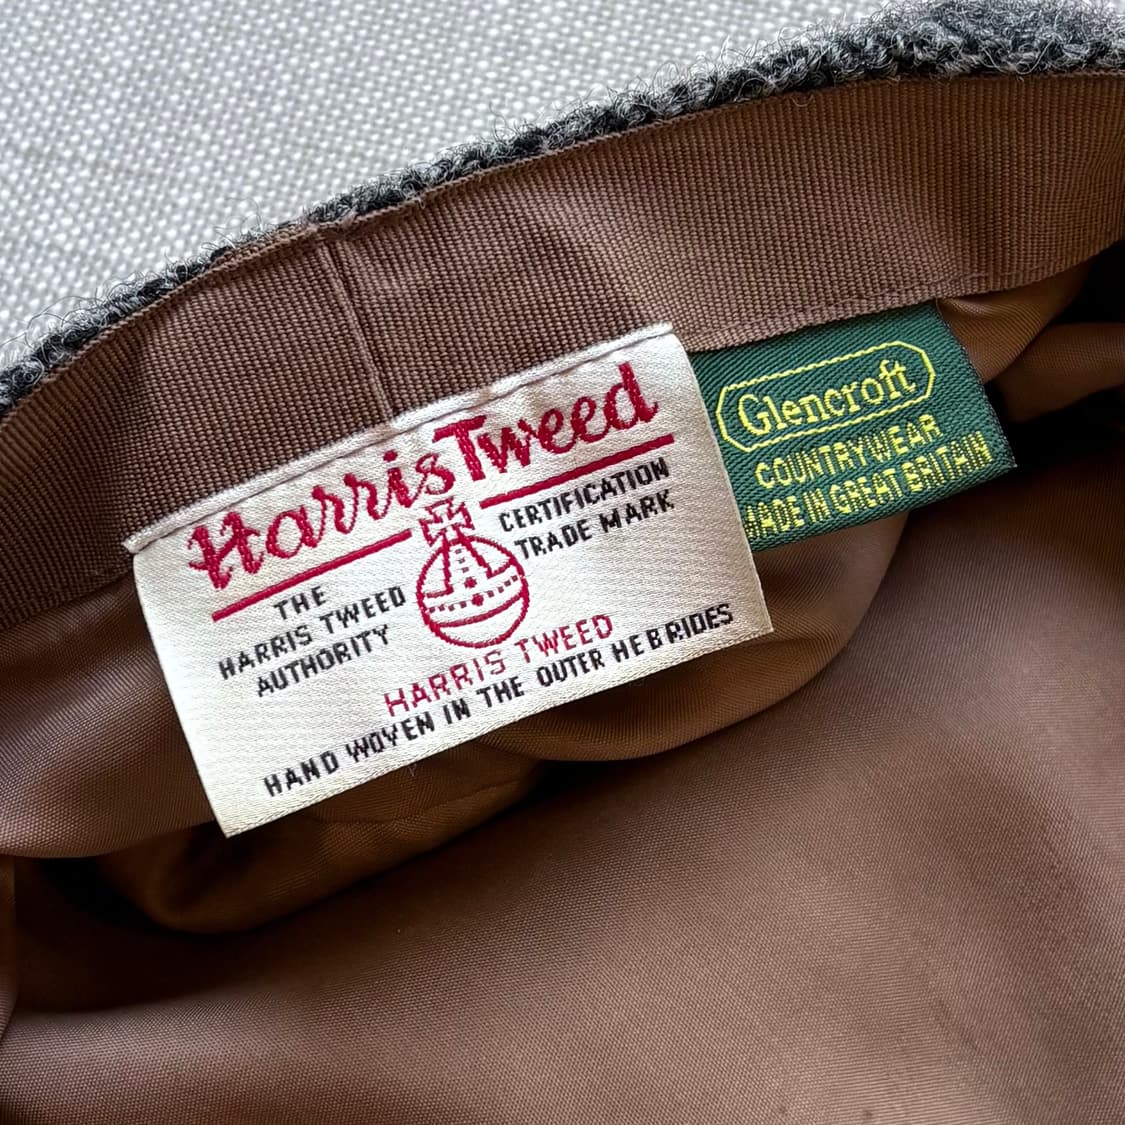 Harris Tweed
THE
HARRIS TWEED
AUTHORITY
CERTIFICATION
TRADE MARK
HARRIS TWEED
HAND WOVEN IN THE OUTER HEBRIDES
Glencroft
COUNTRYWEAR
MADE IN GREAT BRITAIN